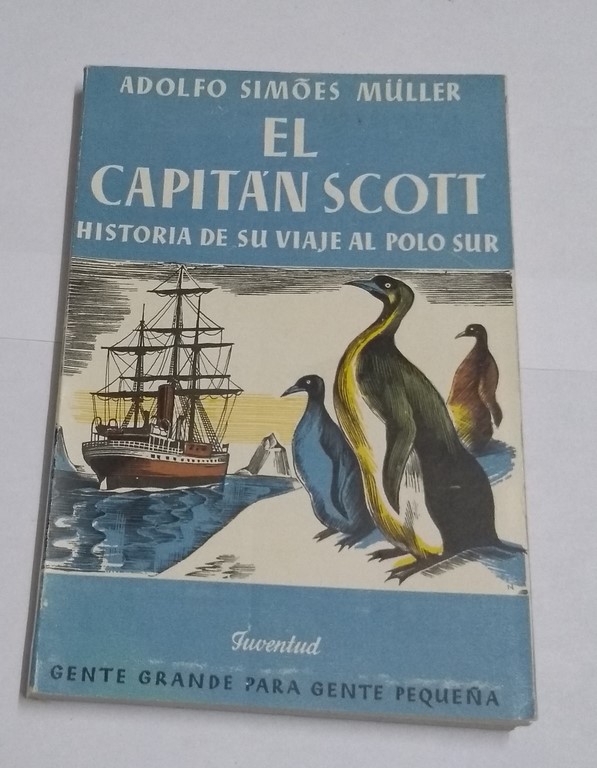 ADOLFO SIMÕES MÜLLER
EL
CAPITÁN SCOTT
HISTORIA DE SU VIAJE AL POLO SUR
Juventud
GENTE GRANDE PARA GENTE PEQUEÑA